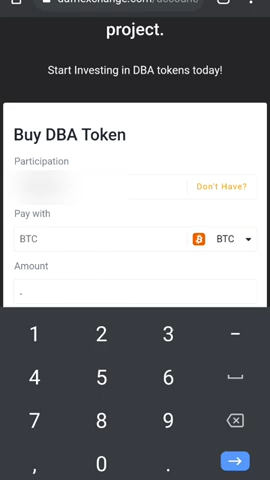 project.
Start Investing in DBA tokens today!
Buy DBA Token
Participation
Don't Have?
Pay with
BTC
BTC
Amount
.
1 2 3 –
4 5 6
7 8 9
, 0 .